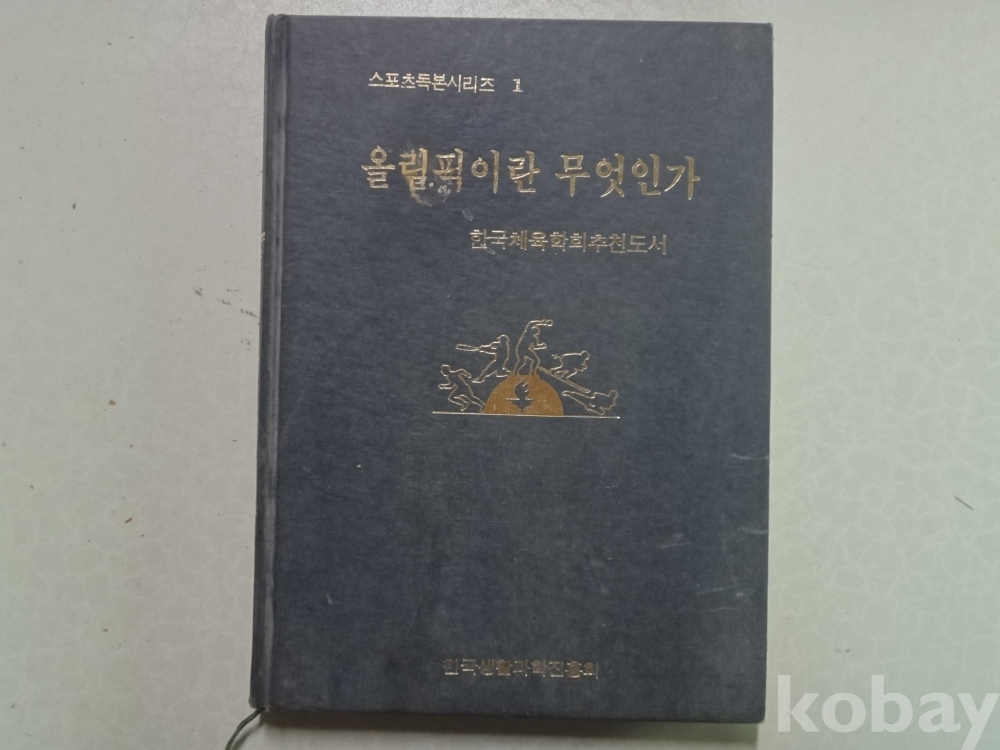 스포츠독본시리즈 1
올림픽이란 무엇인가
한국체육학회추천도서
한국생활과학진흥회
kobay